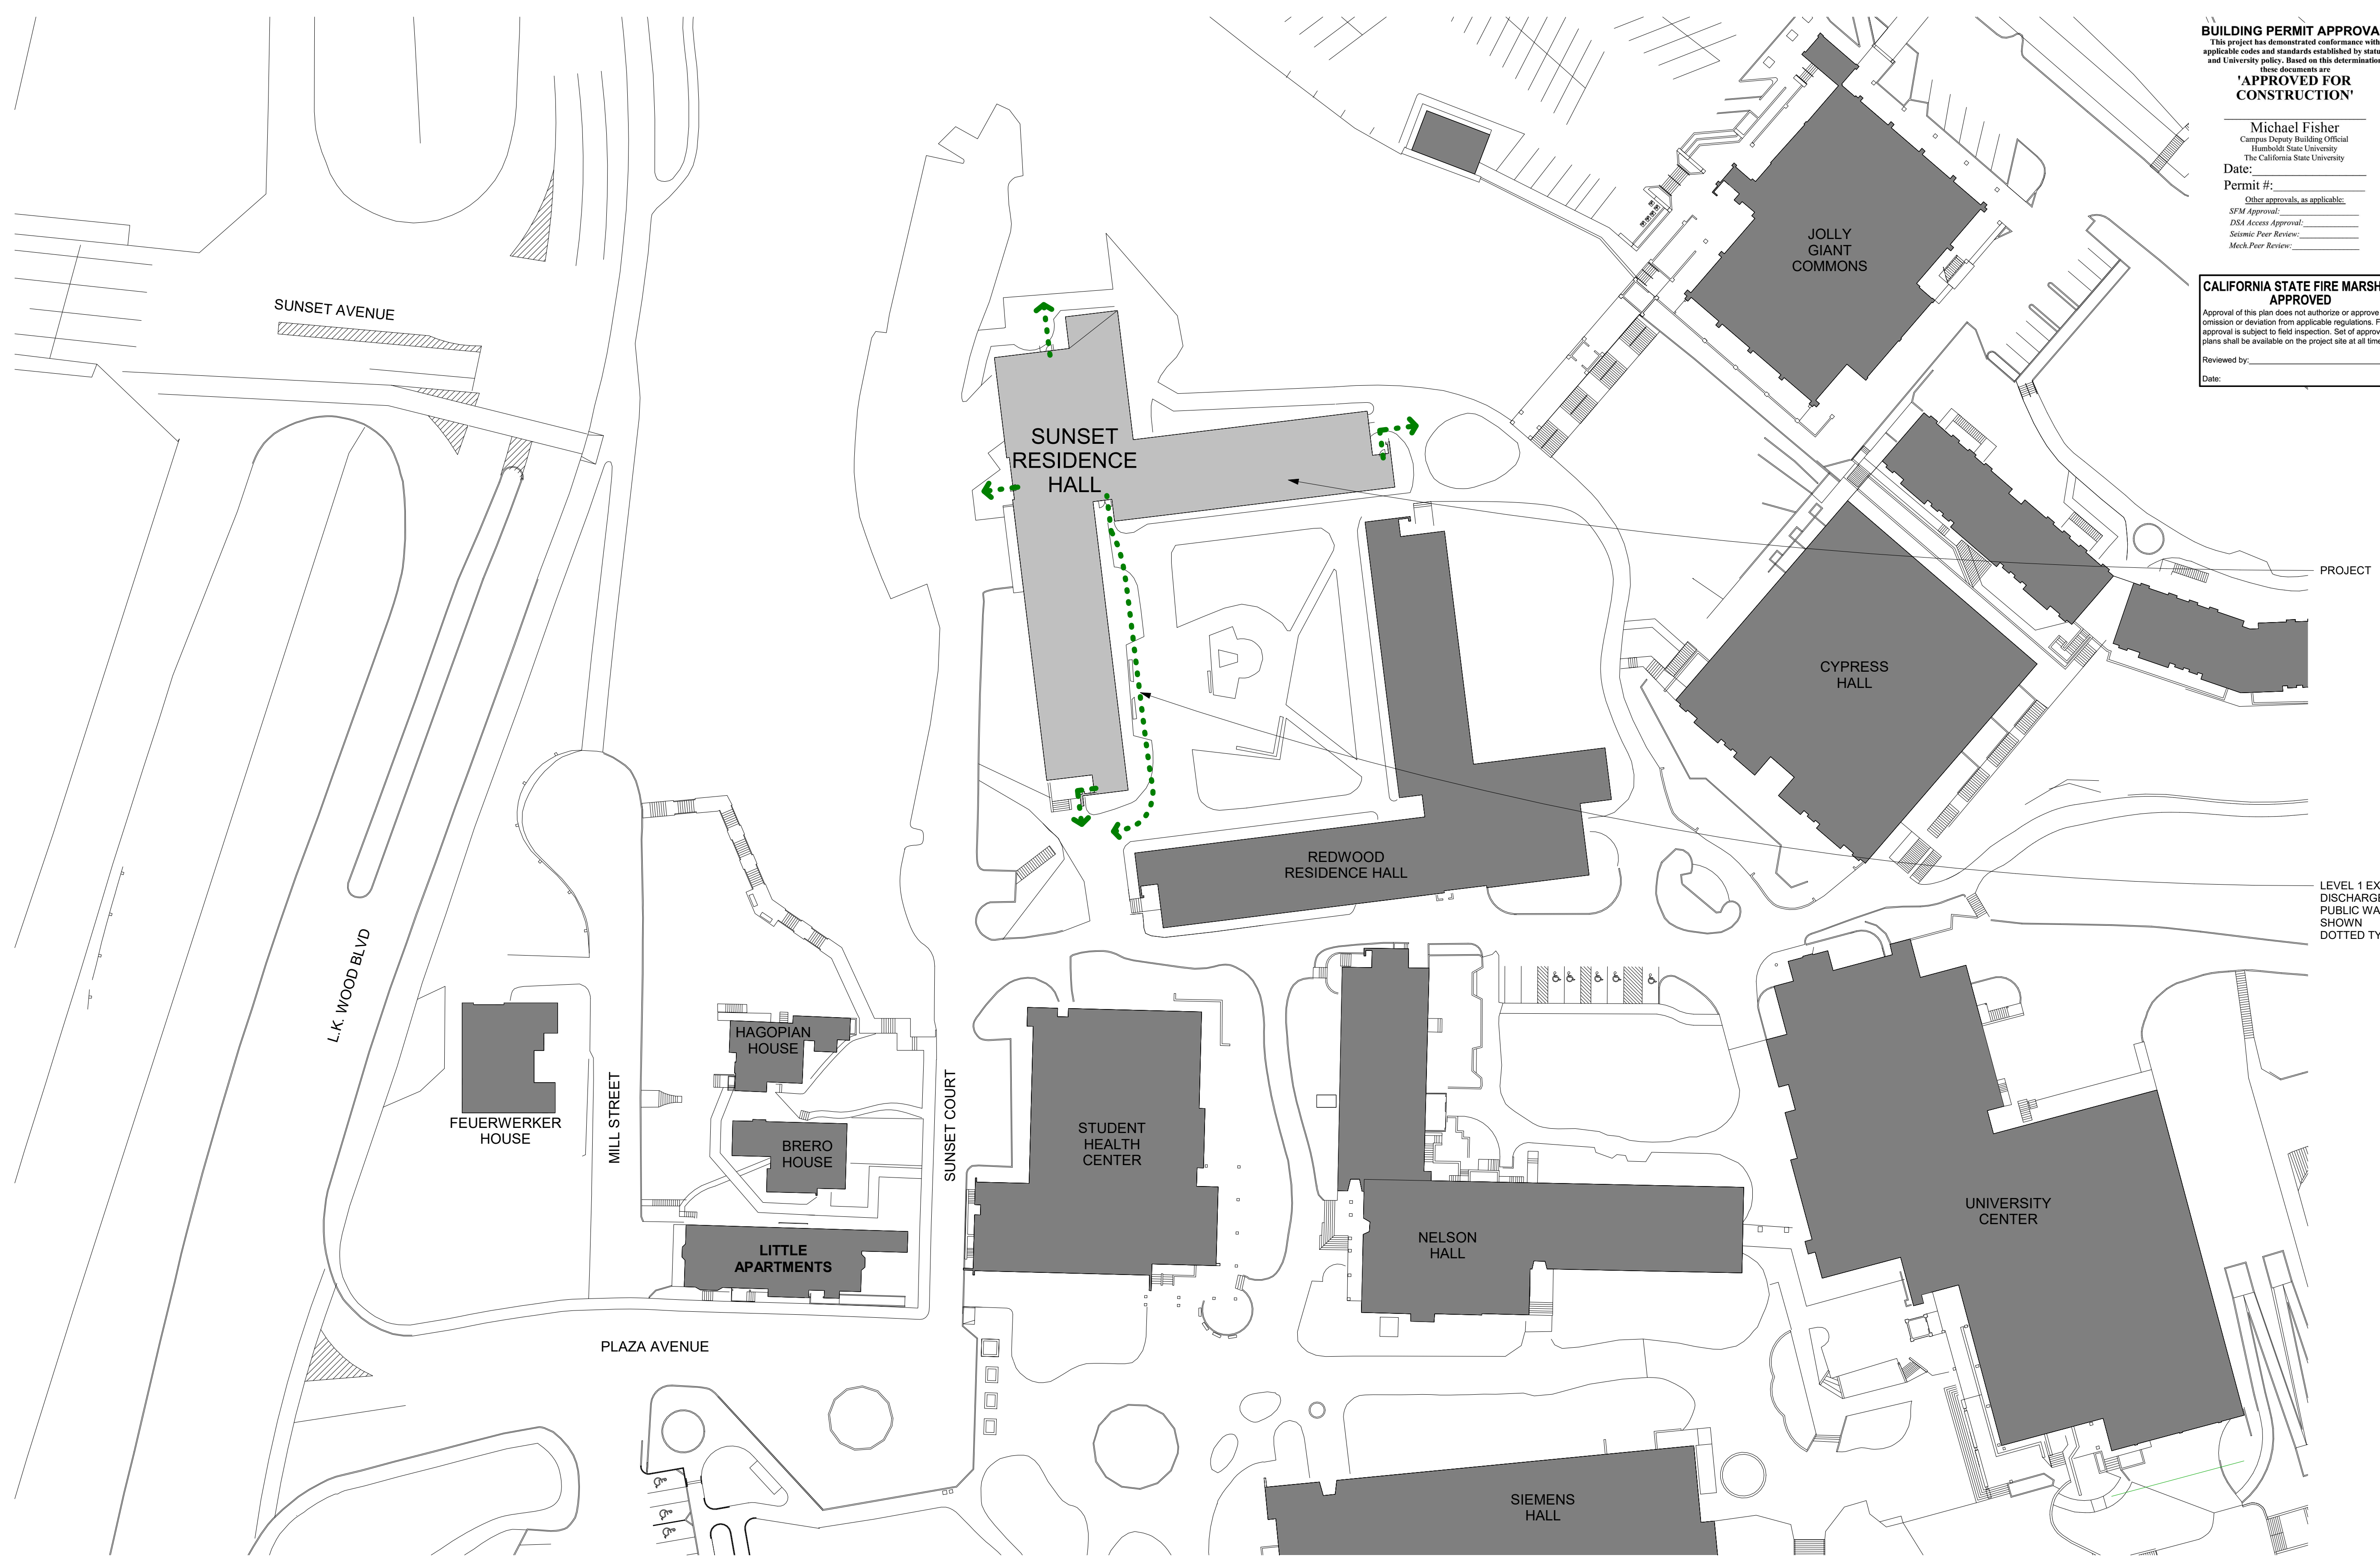 BUILDING PERMIT APPROVA
This project has demonstrated conformance with
applicable codes and standards established by statu
and University policy. Based on this determination
these documents are
'APPROVED FOR
CONSTRUCTION'
Michael Fisher
Campus Deputy Building Official
Humboldt State University
The California State University
Date:
Permit #:
Other approvals, as applicable:
SFM Approval:
DSA Access Approval:
Seismic Peer Review:
Mech.Peer Review:
CALIFORNIA STATE FIRE MARSH
APPROVED
Approval of this plan does not authorize or approve
omission or deviation from applicable regulations. F
approval is subject to field inspection. Set of approv
plans shall be available on the project site at all time
Reviewed by:
Date:
JOLLY
GIANT
COMMONS
SUNSET AVENUE
SUNSET
RESIDENCE
HALL
PROJECT
CYPRESS
HALL
REDWOOD
RESIDENCE HALL
LEVEL 1 EX
DISCHARGE
PUBLIC WA
SHOWN
DOTTED TY
L.K. WOOD BLVD
HAGOPIAN
HOUSE
FEUERWERKER
HOUSE
MILL STREET
SUNSET COURT
BRERO
HOUSE
STUDENT
HEALTH
CENTER
UNIVERSITY
CENTER
NELSON
HALL
LITTLE
APARTMENTS
PLAZA AVENUE
SIEMENS
HALL